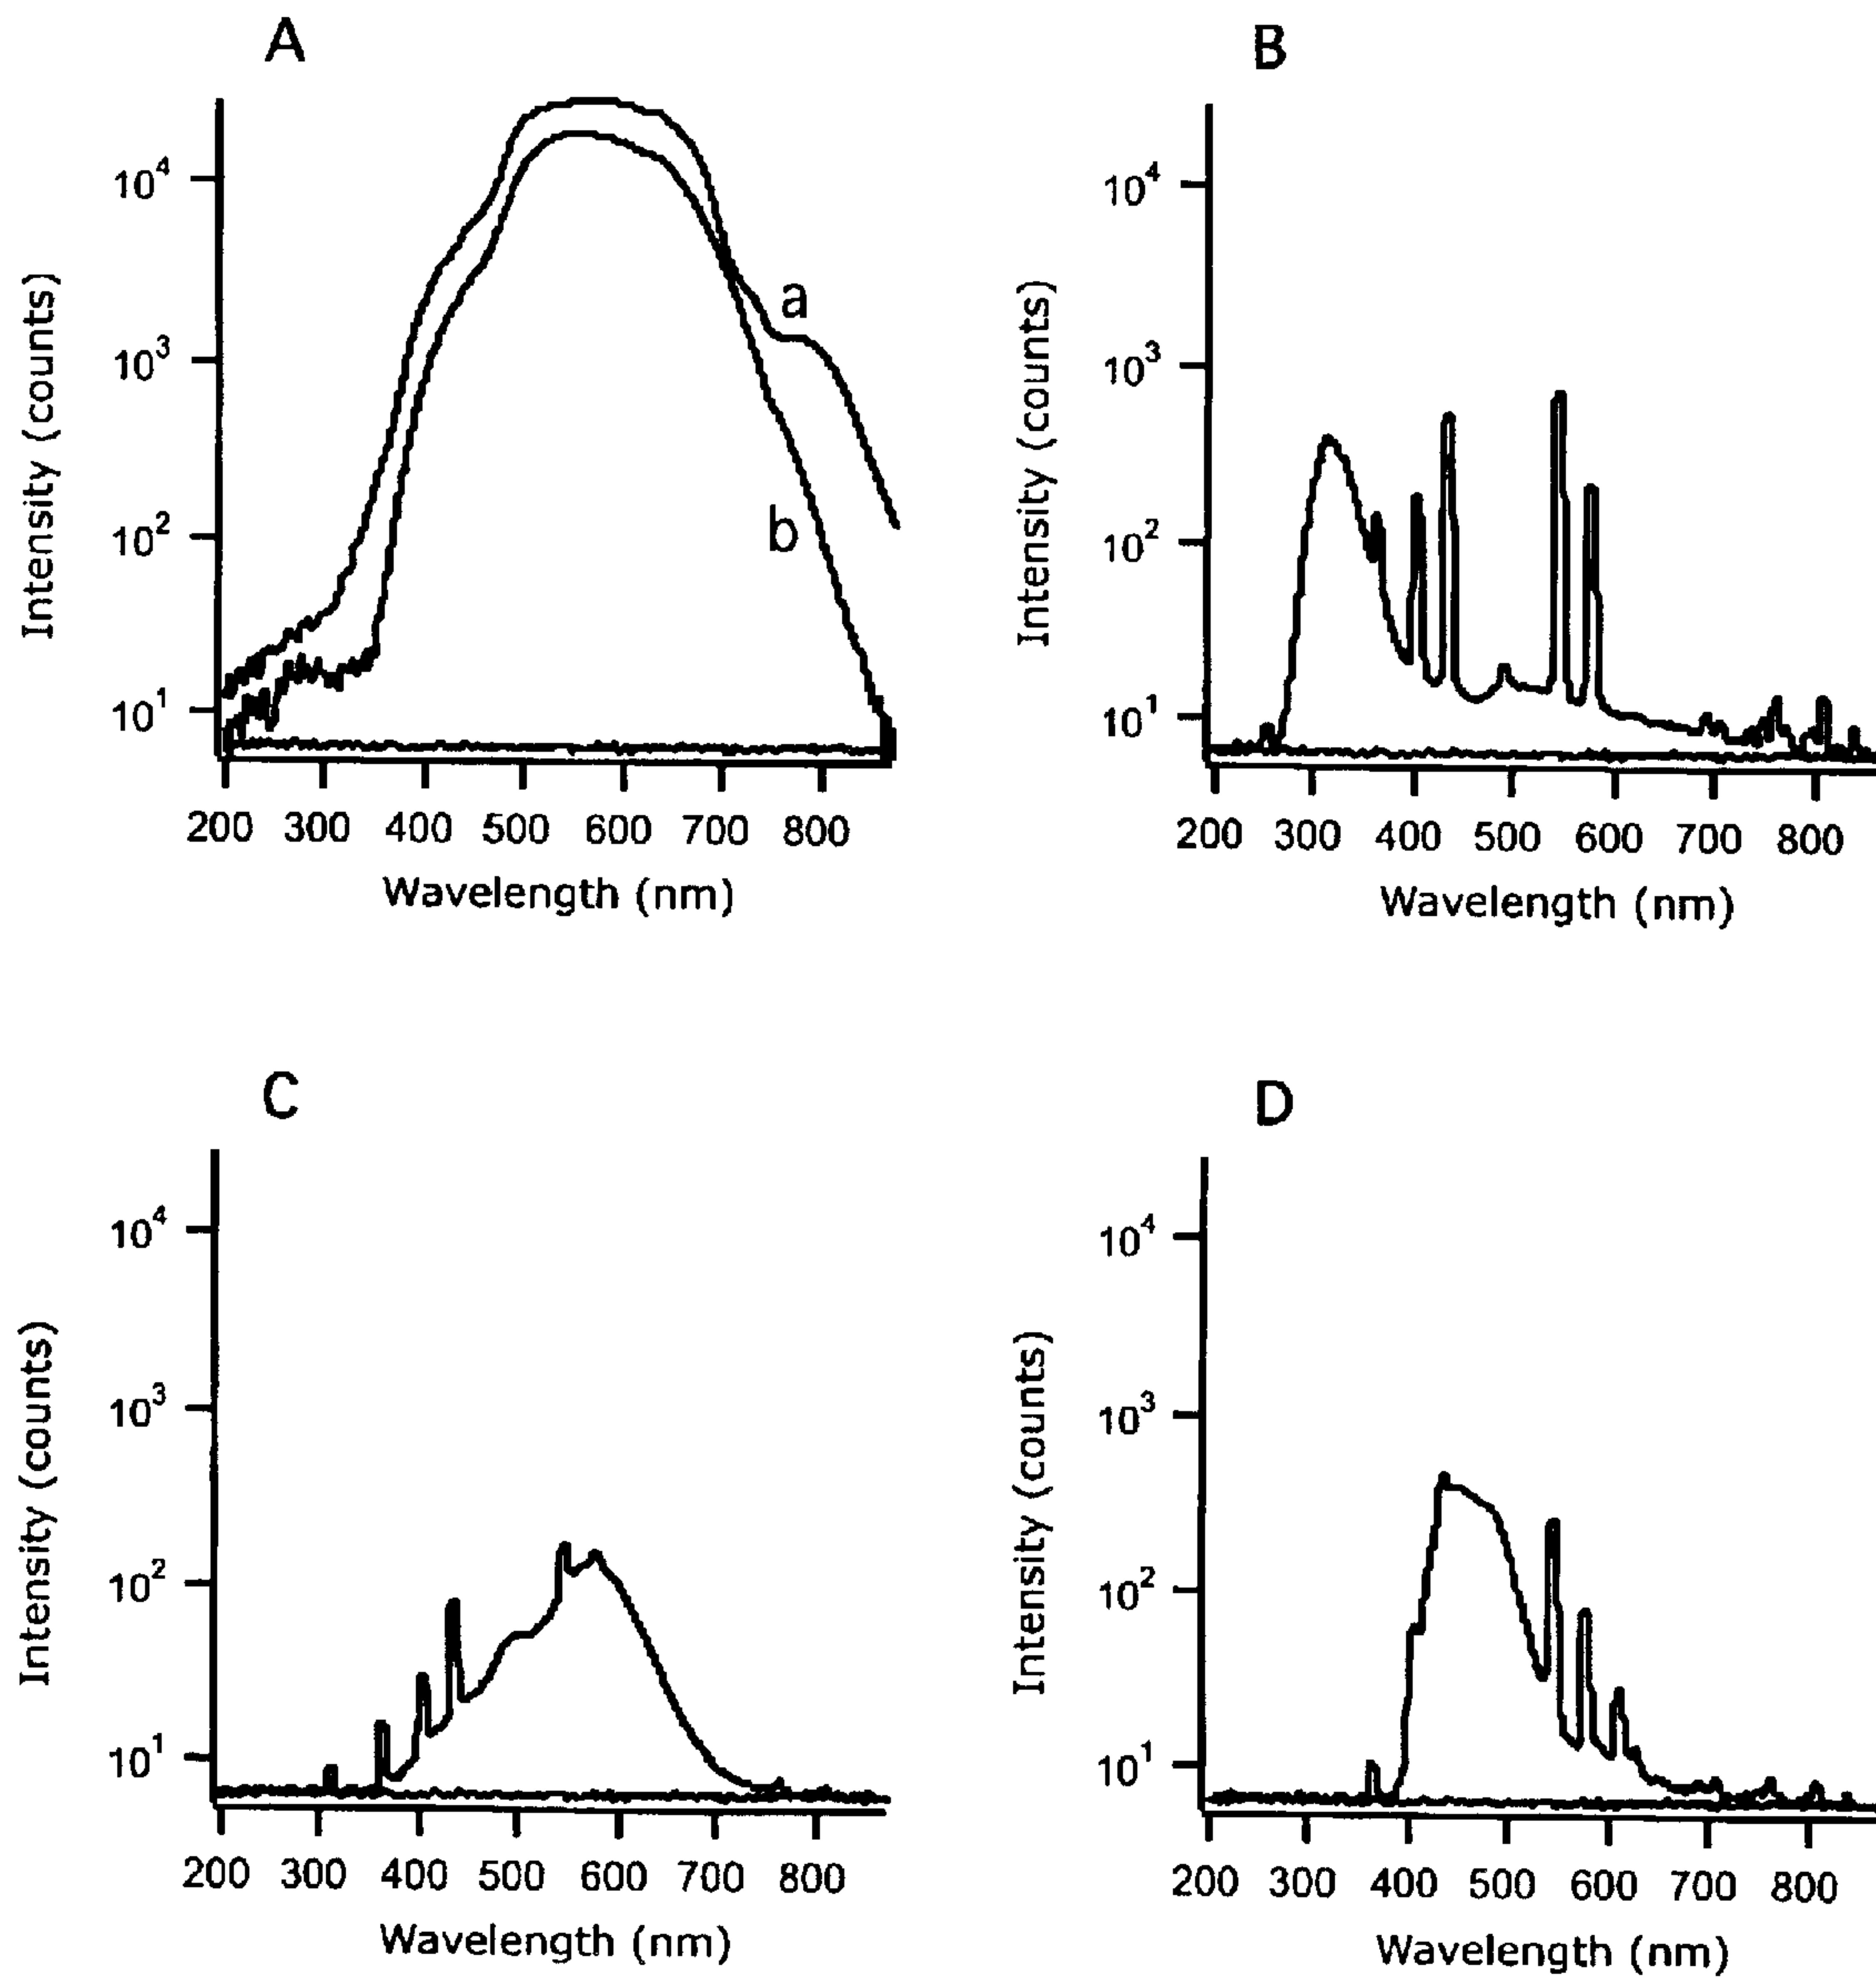 A
Intensity (counts)
10⁴
10³
10²
10¹
a
b
200 300 400 500 600 700 800
Wavelength (nm)
B
Intensity (counts)
10⁴
10³
10²
10¹
200 300 400 500 600 700 800
Wavelength (nm)
C
Intensity (counts)
10⁴
10³
10²
10¹
200 300 400 500 600 700 800
Wavelength (nm)
D
Intensity (counts)
10⁴
10³
10²
10¹
200 300 400 500 600 700 800
Wavelength (nm)